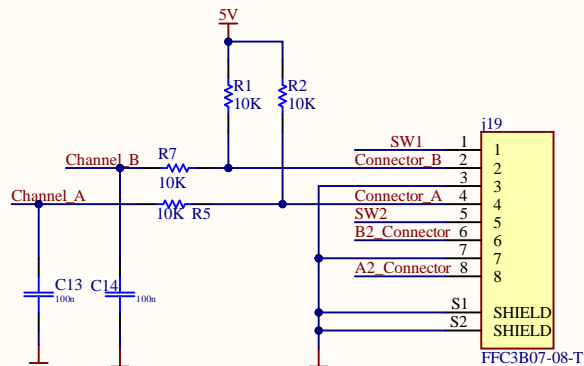 5V
R1
10K
R2
10K
j19
SW1 1 1
Channel_B R7 Connector_B 2 2
10K
3 3
Channel_A Connector_A 4 4
10K R5
SW2 5 5
B2_Connector 6 6
7 7
A2_Connector 8 8
C13
100n
C14
100n
S1 SHIELD
S2 SHIELD
FFC3B07-08-T